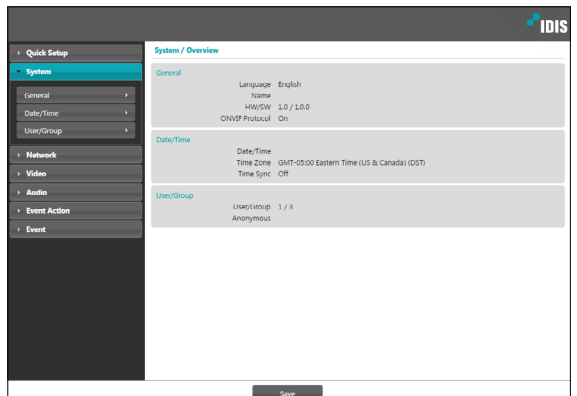 IDIS
Quick Setup
System
General
Date/Time
User/Group
Network
Video
Audio
Event Action
Event
System / Overview
General
Language English
Name
HW/SW 1.0 / 1.0.0
ONVIF Protocol On
Date/Time
Date/Time
Time Zone GMT-05:00 Eastern Time (US & Canada) (DST)
Time Sync Off
User/Group
User/Group 1 / 3
Anonymous
Save